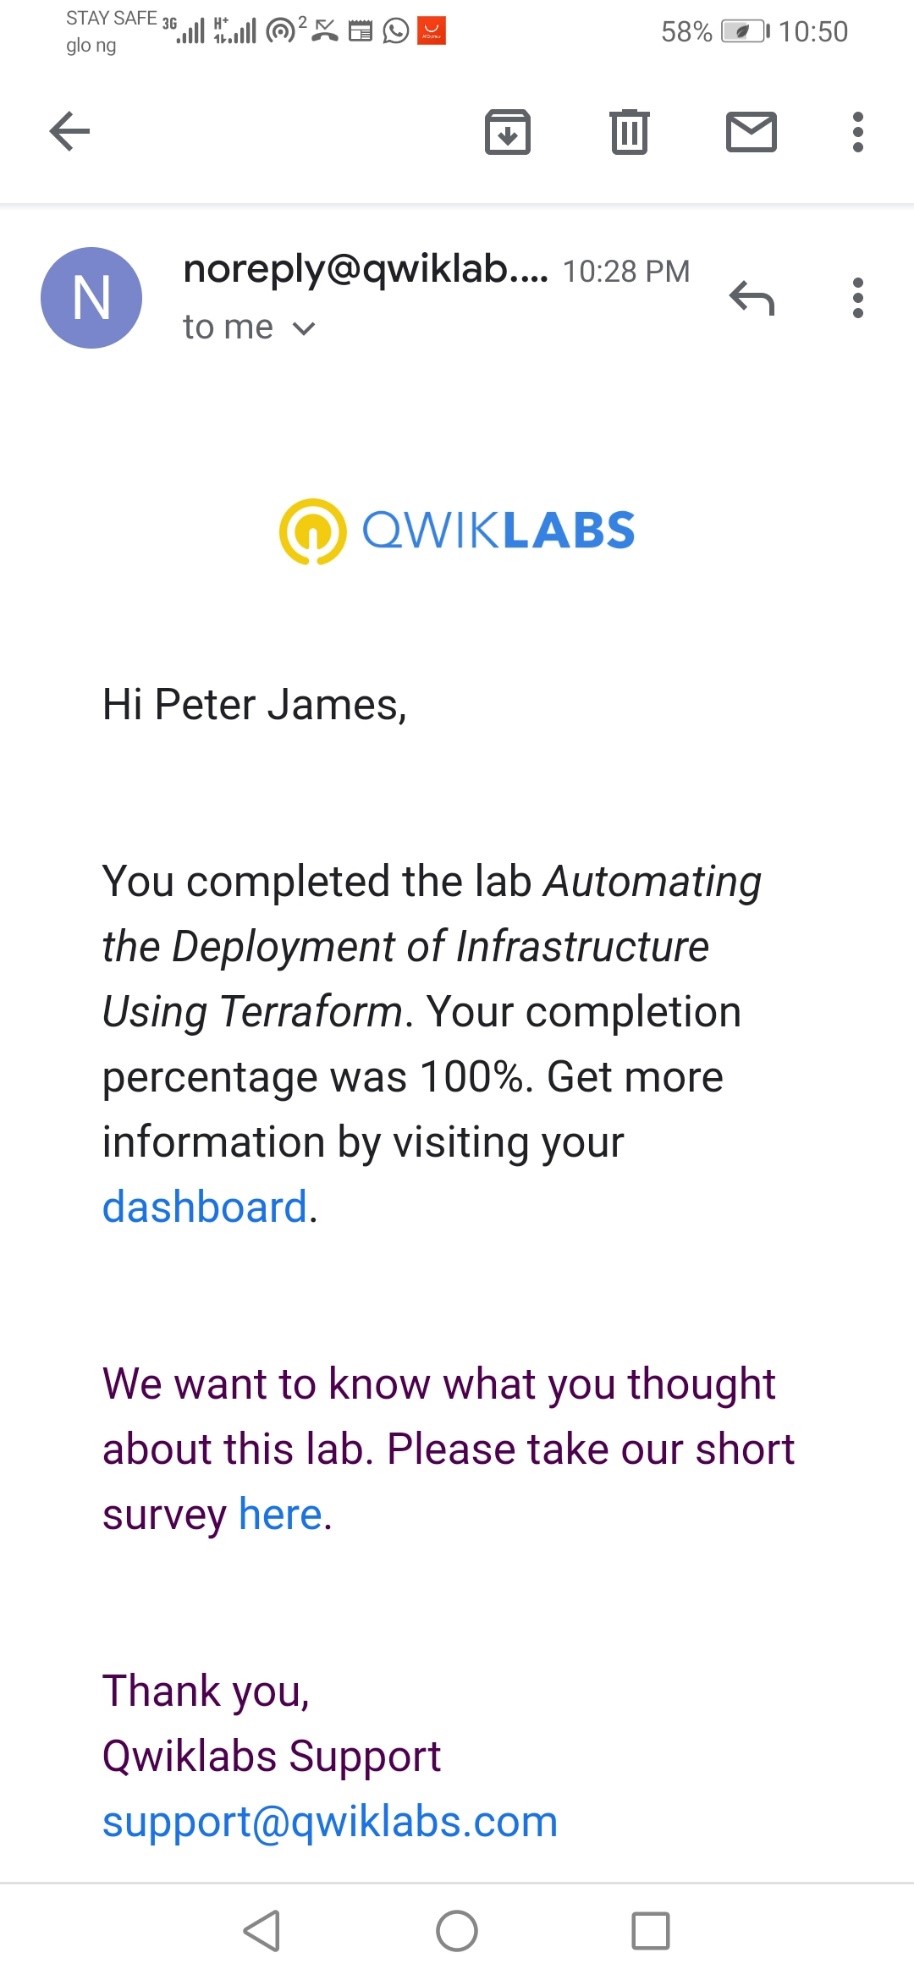 STAY SAFE 3G H+ 2 58% 10:50
glo ng
N
noreply@qwiklab.... 10:28 PM
to me
QWIKLABS
Hi Peter James,
You completed the lab Automating
the Deployment of Infrastructure
Using Terraform. Your completion
percentage was 100%. Get more
information by visiting your
dashboard.
We want to know what you thought
about this lab. Please take our short
survey here.
Thank you,
Qwiklabs Support
support@qwiklabs.com